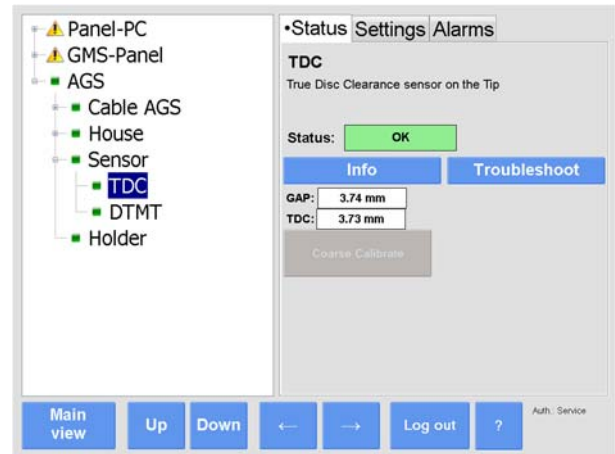 Panel-PC
GMS-Panel
AGS
Cable AGS
House
Sensor
TDC
DTMT
Holder
•Status Settings Alarms
TDC
True Disc Clearance sensor on the Tip
Status: OK
Info Troubleshoot
GAP: 3.74 mm
TDC: 3.73 mm
Coarse Calibrate
Main view Up Down ← → Log out ? Auth.: Service